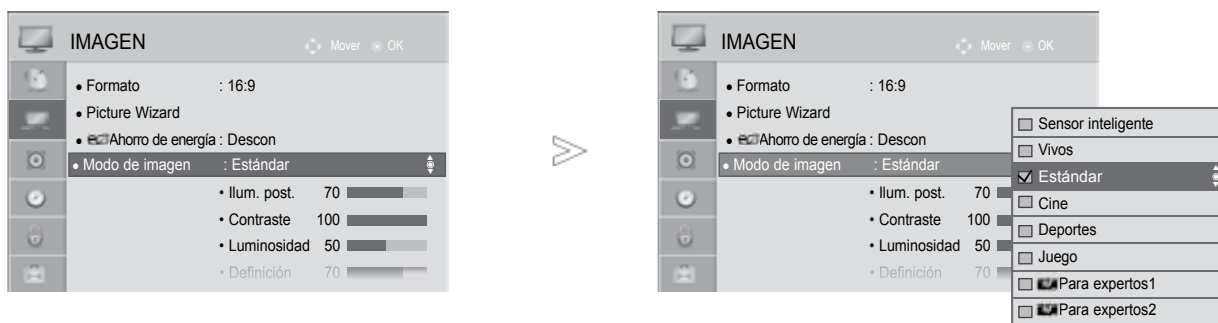 IMAGEN
Mover OK
• Formato : 16:9
• Picture Wizard
• Ahorro de energía : Descon
• Modo de imagen : Estándar
• Ilum. post. 70
• Contraste 100
• Luminosidad 50
• Definición 70
IMAGEN
Mover OK
• Formato : 16:9
• Picture Wizard
• Ahorro de energía : Descon
• Modo de imagen : Estándar
• Ilum. post. 70
• Contraste 100
• Luminosidad 50
• Definición 70
Sensor inteligente
Vivos
Estándar
Cine
Deportes
Juego
Para expertos1
Para expertos2